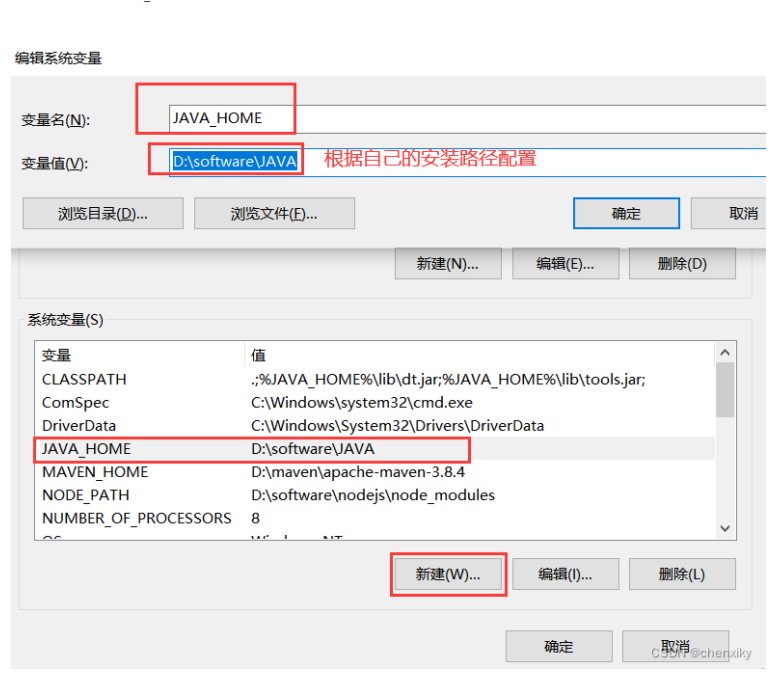 编辑系统变量
变量名(N): JAVA_HOME
变量值(V): D:\software\JAVA 根据自己的安装路径配置
浏览目录(D)... 浏览文件(F)... 确定 取消
新建(N)... 编辑(E)... 删除(D)
系统变量(S)
变量 值
CLASSPATH .;%JAVA_HOME%\lib\dt.jar;%JAVA_HOME%\lib\tools.jar;
ComSpec C:\Windows\system32\cmd.exe
DriverData C:\Windows\System32\Drivers\DriverData
JAVA_HOME D:\software\JAVA
MAVEN_HOME D:\maven\apache-maven-3.8.4
NODE_PATH D:\software\nodejs\node_modules
NUMBER_OF_PROCESSORS 8
新建(W)... 编辑(I)... 删除(L)
确定 取消
CSDN @chenxiky